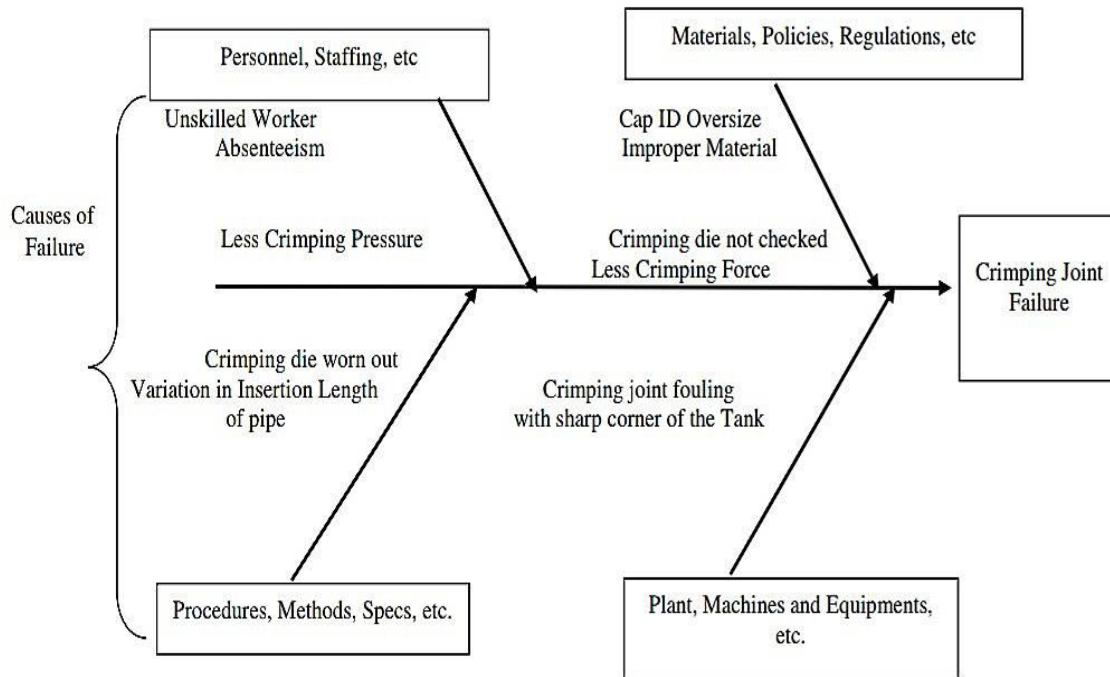 Personnel, Staffing, etc
Materials, Policies, Regulations, etc
Unskilled Worker
Absenteeism
Cap ID Oversize
Improper Material
Causes of
Failure
Less Crimping Pressure
Crimping die not checked
Less Crimping Force
Crimping Joint
Failure
Crimping die worn out
Variation in Insertion Length
of pipe
Crimping joint fouling
with sharp corner of the Tank
Procedures, Methods, Specs, etc.
Plant, Machines and Equipments,
etc.